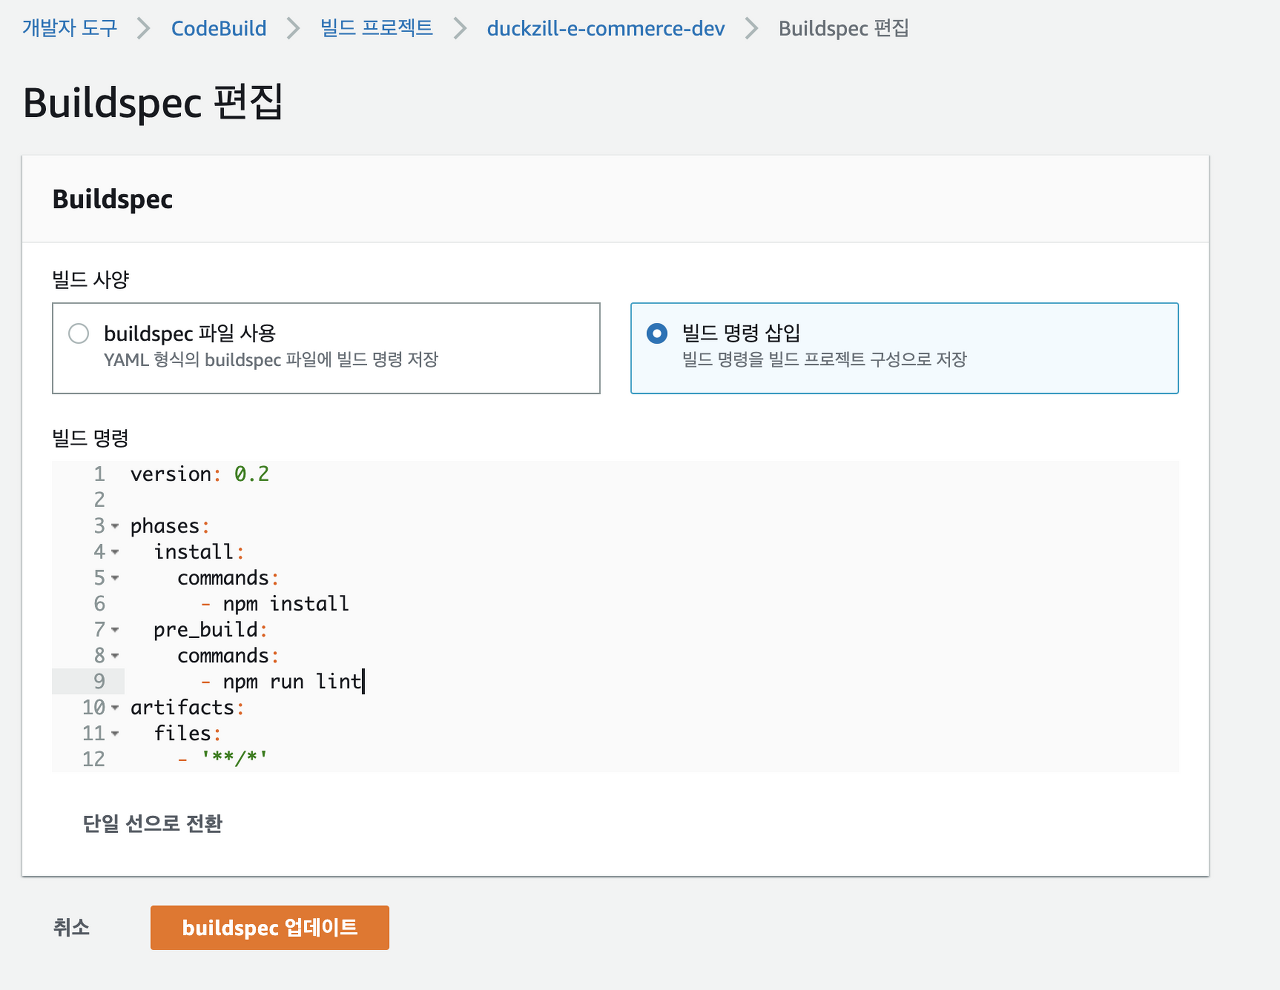 개발자 도구 CodeBuild 빌드 프로젝트 duckzill-e-commerce-dev Buildspec 편집
Buildspec 편집
Buildspec
빌드 사양
buildspec 파일 사용
YAML 형식의 buildspec 파일에 빌드 명령 저장
빌드 명령 삽입
빌드 명령을 빌드 프로젝트 구성으로 저장
빌드 명령
1 version: 0.2
2
3 phases:
4 install:
5 commands:
6 - npm install
7 pre_build:
8 commands:
9 - npm run lint
10 artifacts:
11 files:
12 - '**/*'
단일 선으로 전환
취소 buildspec 업데이트